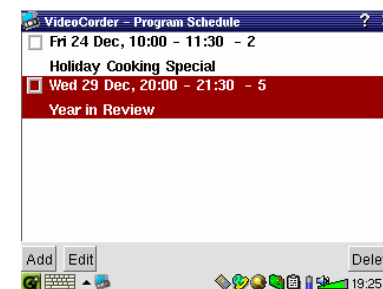 VideoCorder - Program Schedule ?
Fri 24 Dec, 10:00 - 11:30 - 2
Holiday Cooking Special
Wed 29 Dec, 20:00 - 21:30 - 5
Year in Review
Add Edit Dele
19:25